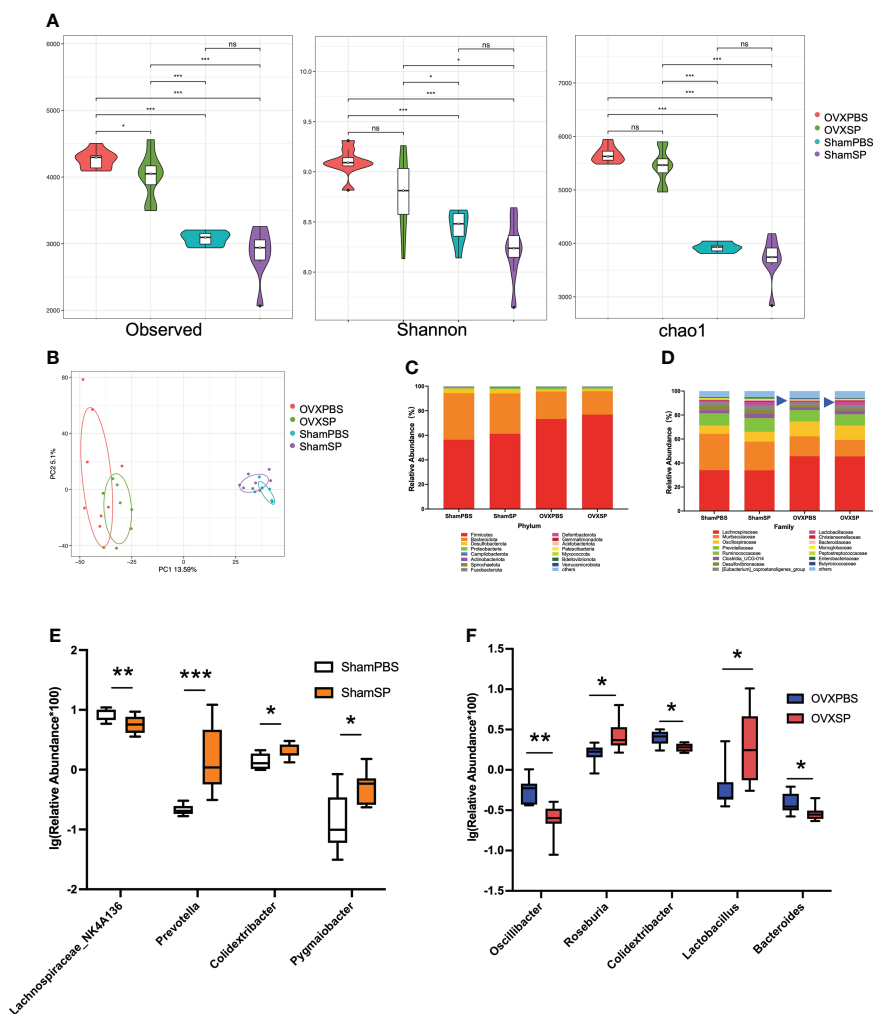 A
6000
5000
4000
3000
2000
ns
***
***
***
***
*
Observed
10.0
9.5
9.0
8.5
8.0
ns
*
*
***
***
ns
Shannon
7000
6000
5000
4000
3000
ns
***
***
***
***
ns
chao1
OVXPBS
OVXSP
ShamPBS
ShamSP
B
80
40
0
−40
PC2 5.1%
−50
−25
0
25
50
PC1 13.59%
OVXPBS
OVXSP
ShamPBS
ShamSP
C
Relative Abundance (%)
100
80
60
40
20
0
ShamPBS
ShamSP
OVXPBS
OVXSP
Phylum
Firmicutes
Bacteroidota
Desulfobacterota
Proteobacteria
Campilobacterota
Actinobacteriota
Spirochaetota
Fusobacteriota
Deferribacterota
Gemmatimonadota
Acidobacteriota
Patescibacteria
Myxococcota
Bdellovibrionota
Verrucomicrobiota
others
D
Relative Abundance (%)
100
80
60
40
20
0
ShamPBS
ShamSP
OVXPBS
OVXSP
Family
Lachnospiraceae
Muribaculaceae
Oscillospiraceae
Prevotellaceae
Ruminococcaceae
Clostridia_UCG-014
Desulfovibrionaceae
[Eubacterium]_coprostanoligenes_group
Lactobacillaceae
Christensenellaceae
Bacteroidaceae
Monoglobaceae
Peptostreptococcaceae
Enterobacteriaceae
Butyricicoccaceae
others
E
lg(Relative Abundance*100)
2
1
0
-1
-2
**
***
*
*
ShamPBS
ShamSP
Lachnospiraceae_NK4A136
Prevotella
Colidextribacter
Pygmaiobacter
F
lg(Relative Abundance*100)
1.5
1.0
0.5
0.0
-0.5
-1.0
-1.5
**
*
*
*
*
OVXPBS
OVXSP
Oscillibacter
Roseburia
Colidextribacter
Lactobacillus
Bacteroides